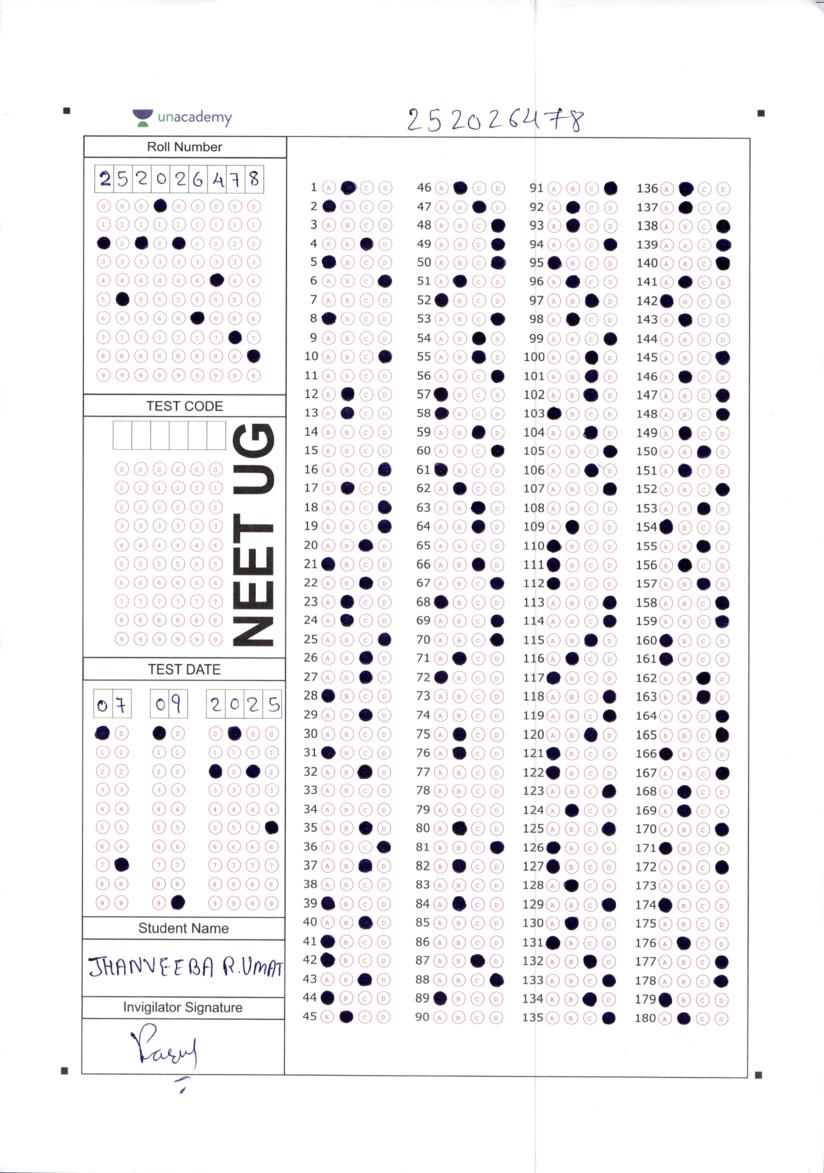 unacademy
252026478
Roll Number
2 5 2 0 2 6 4 7 8
TEST CODE
NEET UG
TEST DATE
07 09 2025
Student Name
JHANVEEBA R.UMAT
Invigilator Signature
1 A C D 46 A C D 91 A B C 136 A C D
2 B C D 47 A B D 92 A C D 137 A C D
3 A B C D 48 A B C 93 A C D 138 A B C
4 A B D 49 A B C 94 A B C 139 A B C
5 B C D 50 A B C 95 B C D 140 A B C
6 A B C 51 A C D 96 A C D 141 A C D
7 A B C D 52 B C D 97 A B D 142 B C D
8 B C D 53 A B C 98 A C D 143 A C D
9 A B C D 54 A B D 99 A B C 144 A B C D
10 A B C 55 A B D 100 A B D 145 A B C
11 A B C D 56 A B C 101 A B D 146 A C D
12 A C D 57 B C D 102 A B D 147 A B C
13 A C D 58 B C D 103 B C D 148 A B C
14 A B C D 59 A B D 104 A B D 149 A C D
15 A B C D 60 A B C 105 A B C 150 A B D
16 A B C 61 B C D 106 A B D 151 A C D
17 A C D 62 A C D 107 A B C 152 A B C
18 A B C 63 A B D 108 A B C D 153 A B D
19 A B C 64 A B D 109 A C D 154 B C D
20 A B D 65 A B C D 110 B C D 155 A B D
21 B C D 66 A B D 111 B C D 156 A C D
22 A B D 67 A B C 112 B C D 157 A B D
23 A C D 68 B C D 113 A B C 158 A B C
24 A C D 69 A B C 114 A B C 159 A B C
25 A B C 70 A B C 115 A B D 160 B C D
26 A B D 71 A C D 116 A C D 161 B C D
27 A B D 72 B C D 117 B C D 162 A B D
28 B C D 73 A B C D 118 A B C 163 A B D
29 A B D 74 A B C D 119 A B C 164 A B C
30 A B C D 75 A C D 120 A B D 165 A B C
31 B C D 76 A C D 121 B C D 166 B C D
32 A B D 77 A B C D 122 B C D 167 A B C
33 A B C D 78 A B C D 123 A B C 168 A C D
34 A B C D 79 A B C D 124 A C D 169 A C D
35 A B D 80 A C D 125 A B C 170 A B C
36 A B C 81 A B C 126 B C D 171 B C D
37 A B D 82 A C D 127 B C D 172 A B C
38 A B C D 83 A B C D 128 A C D 173 A B C D
39 B C D 84 A C D 129 A B C 174 B C D
40 A B D 85 A B C D 130 A C D 175 A B C D
41 B C D 86 A B C D 131 B C D 176 A C D
42 B C D 87 A B D 132 A B D 177 A B C
43 A B D 88 A B C 133 A B C 178 A B C
44 B C D 89 B C D 134 A B D 179 B C D
45 A C D 90 A B C D 135 A B C 180 A C D